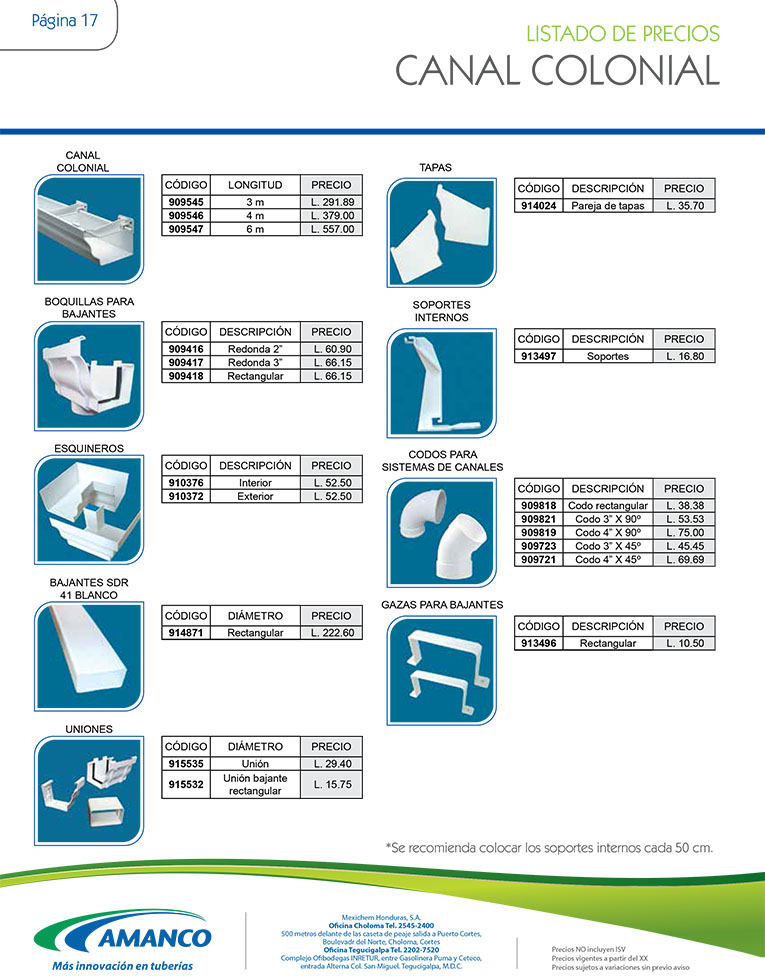 Página 17
LISTADO DE PRECIOS
CANAL COLONIAL
CANAL
COLONIAL
CÓDIGO LONGITUD PRECIO
909545 3 m L. 291.89
909546 4 m L. 379.00
909547 6 m L. 557.00
BOQUILLAS PARA
BAJANTES
CÓDIGO DESCRIPCIÓN PRECIO
909416 Redonda 2” L. 60.90
909417 Redonda 3” L. 66.15
909418 Rectangular L. 66.15
ESQUINEROS
CÓDIGO DESCRIPCIÓN PRECIO
910376 Interior L. 52.50
910372 Exterior L. 52.50
BAJANTES SDR
41 BLANCO
CÓDIGO DIÁMETRO PRECIO
914871 Rectangular L. 222.60
UNIONES
CÓDIGO DIÁMETRO PRECIO
915535 Unión L. 29.40
915532 Unión bajante
rectangular L. 15.75
TAPAS
CÓDIGO DESCRIPCIÓN PRECIO
914024 Pareja de tapas L. 35.70
SOPORTES
INTERNOS
CÓDIGO DESCRIPCIÓN PRECIO
913497 Soportes L. 16.80
CODOS PARA
SISTEMAS DE CANALES
CÓDIGO DESCRIPCIÓN PRECIO
909818 Codo rectangular L. 38.38
909821 Codo 3” X 90º L. 53.53
909819 Codo 4” X 90º L. 75.00
909723 Codo 3” X 45º L. 45.45
909721 Codo 4” X 45º L. 69.69
GAZAS PARA BAJANTES
CÓDIGO DESCRIPCIÓN PRECIO
913496 Rectangular L. 10.50
*Se recomienda colocar los soportes internos cada 50 cm.
AMANCO
Más innovación en tuberías
Mexichem Honduras, S.A.
Oficina Choloma Tel. 2545-2400
500 metros delante de las caseta de peaje salida a Puerto Cortes,
Boulevadr del Norte, Choloma, Cortes
Oficina Tegucigalpa Tel. 2202-7520
Complejo Ofibodegas INRETUR, entre Gasolinera Puma y Ceteco,
entrada Alterna Col. San Miguel. Tegucigalpa, M.D.C.
Precios NO incluyen ISV
Precios vigentes a partir del XX
Precios sujetos a variaciones sin previo aviso